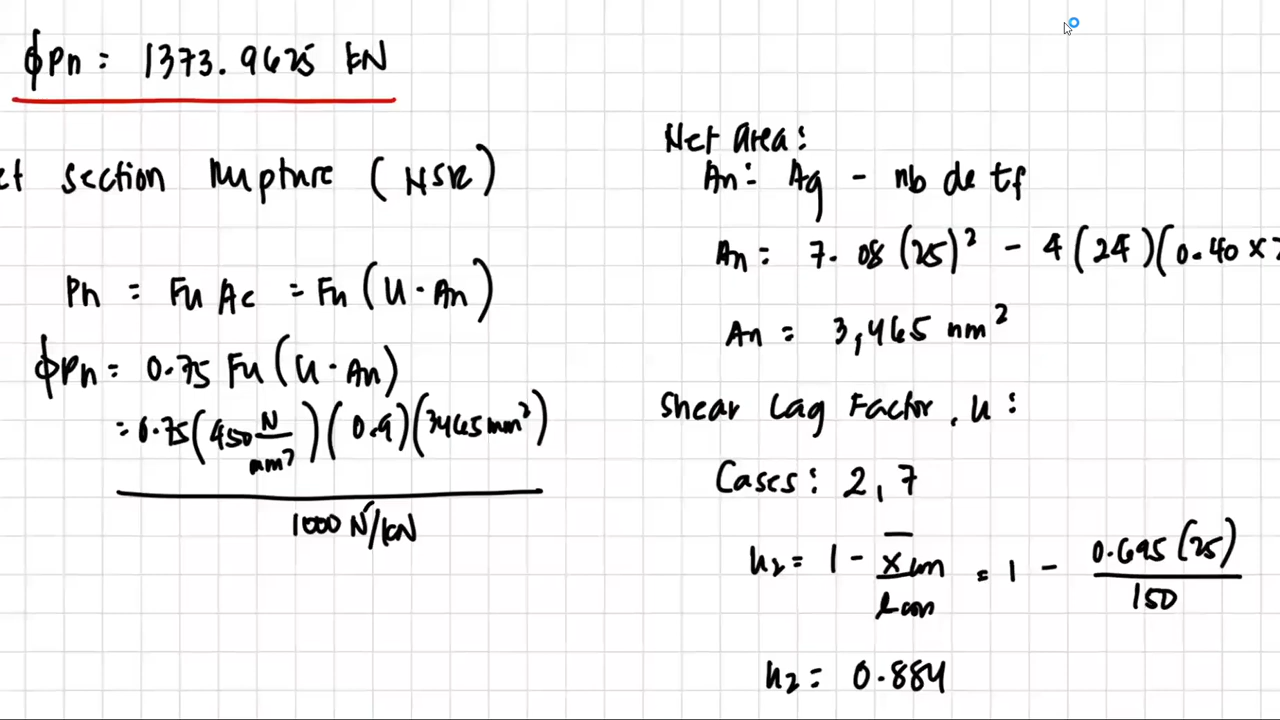 ϕPn = 1373.9625 kN
et section Rupture (NSR)
Pn = Fu Ac = Fu (U · An)
ϕPn = 0.75 Fu (U · An)
= 0.75 (450 N/mm²) (0.9) (3465 mm²)
1000 N/kN
Net Area:
An = Ag - nb de tf
An = 7.08 (25)² - 4 (24) (0.40 x
An = 3,465 mm²
Shear Lag Factor, U :
Cases: 2, 7
U₂ = 1 - x̄con / lcon = 1 - 0.695 (25) / 150
U₂ = 0.884